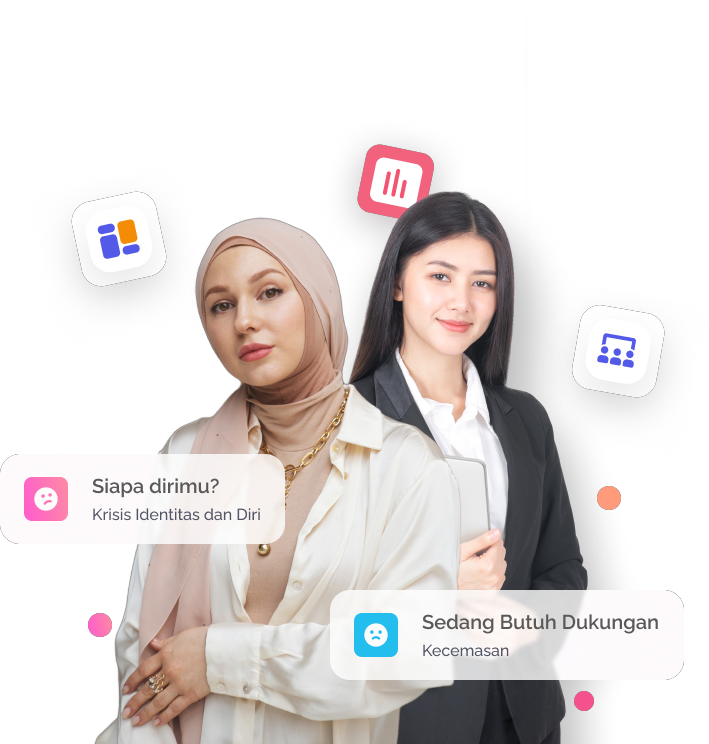 Siapa dirimu?
Krisis Identitas dan Diri
Sedang Butuh Dukungan
Kecemasan